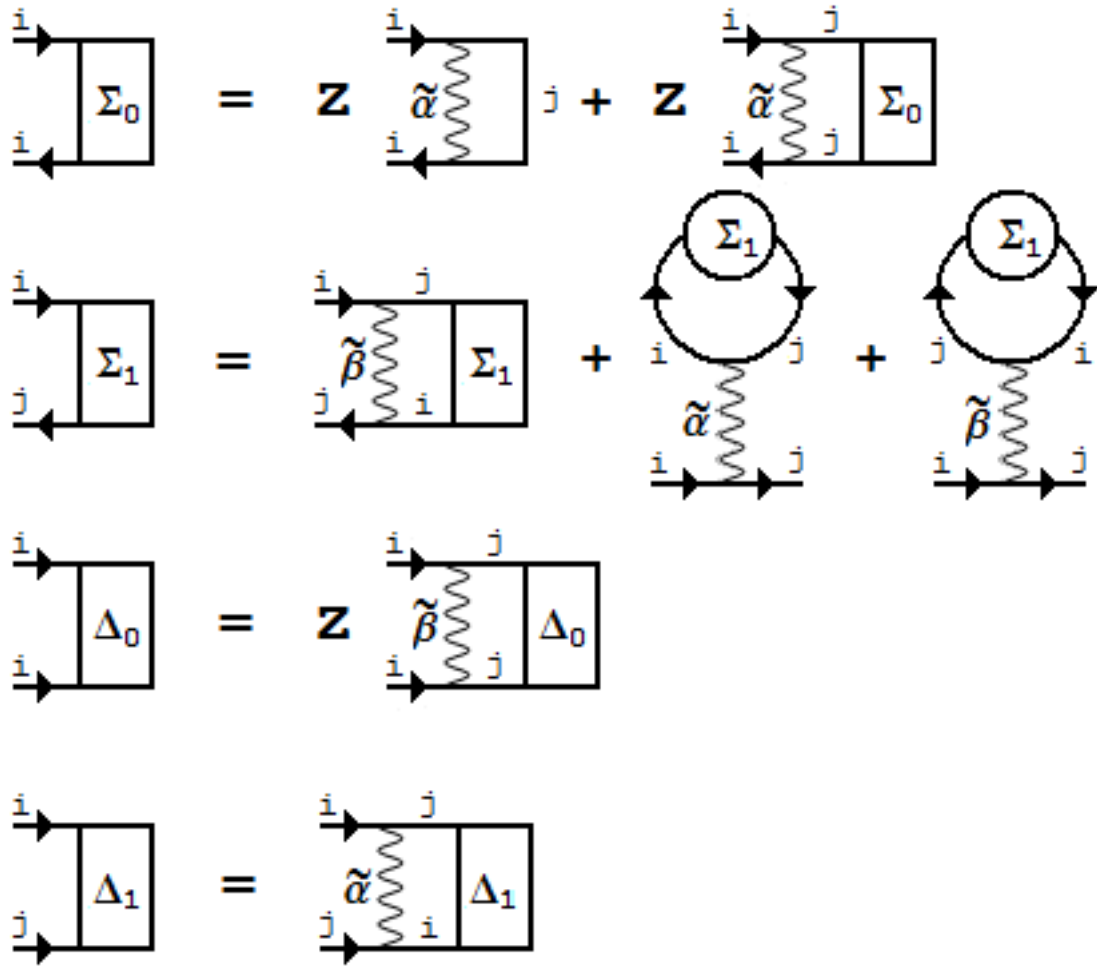 i i j i j
Σ₀ = Z α̃ j + Z α̃ Σ₀
i i i j
Σ₁ Σ₁
i i j i j j i
Σ₁ = β̃ Σ₁ + α̃ + β̃
j j i i j i j
i i j
Δ₀ = Z β̃ Δ₀
i i j
i i j
Δ₁ = α̃ Δ₁
j j i